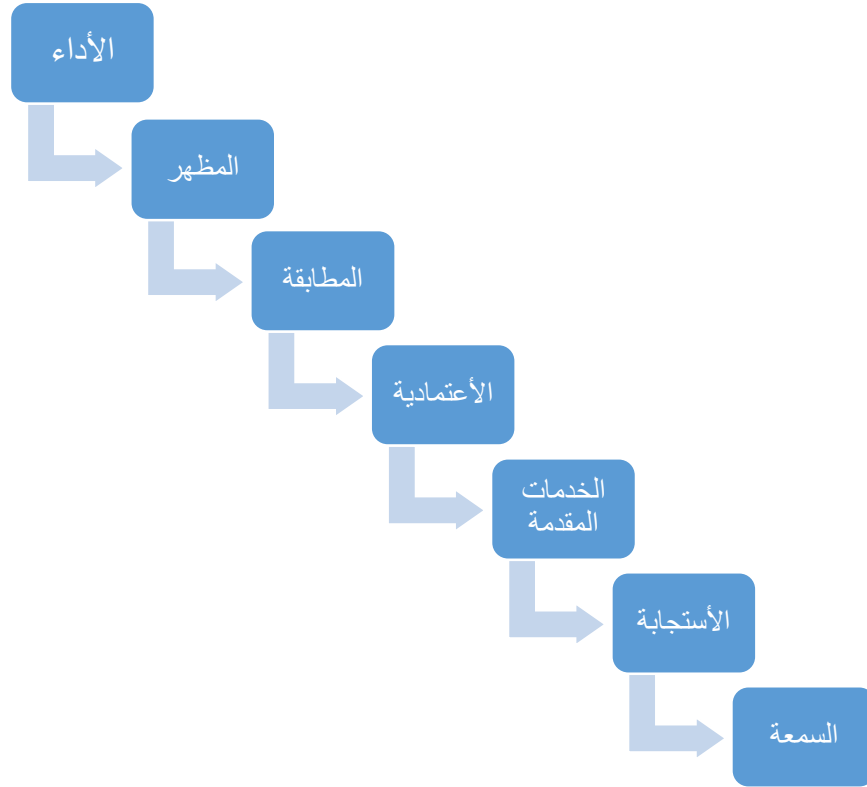 الأداء
المظهر
المطابقة
الأعتمادية
الخدمات
المقدمة
الأستجابة
السمعة